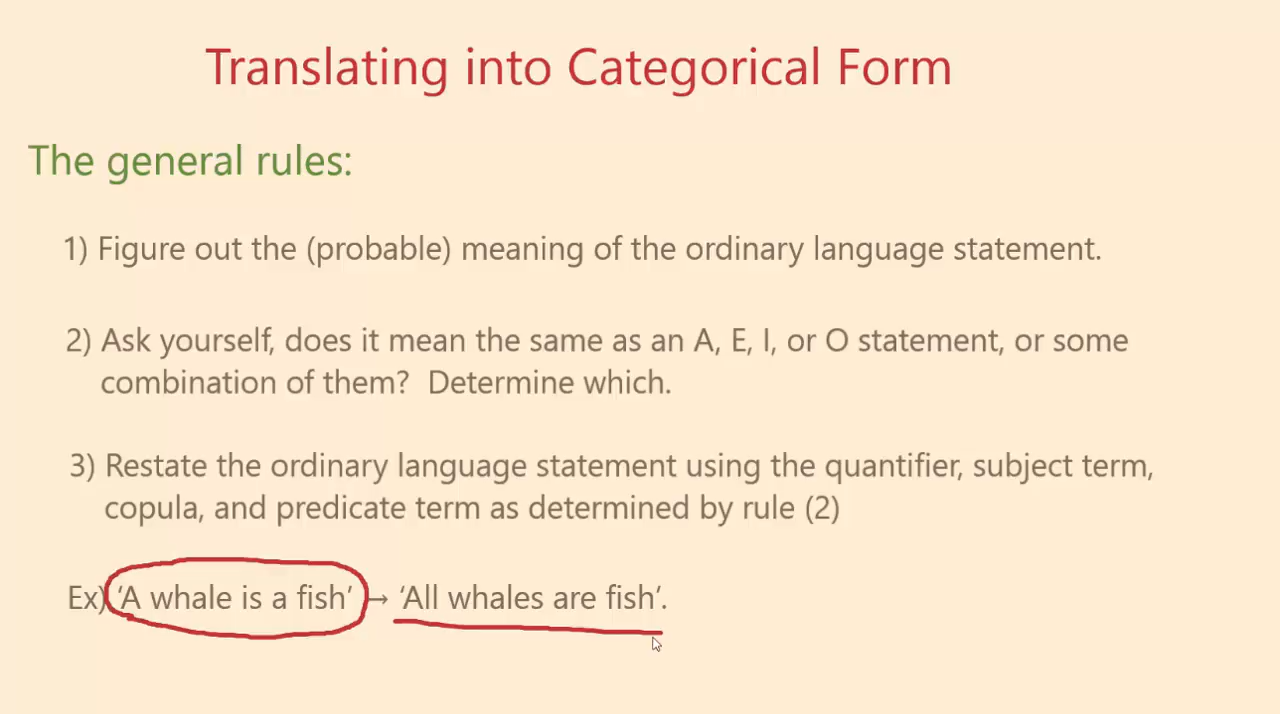 Translating into Categorical Form
The general rules:
1) Figure out the (probable) meaning of the ordinary language statement.
2) Ask yourself, does it mean the same as an A, E, I, or O statement, or some
combination of them?  Determine which.
3) Restate the ordinary language statement using the quantifier, subject term,
copula, and predicate term as determined by rule (2)
Ex) ‘A whale is a fish’ → ‘All whales are fish’.